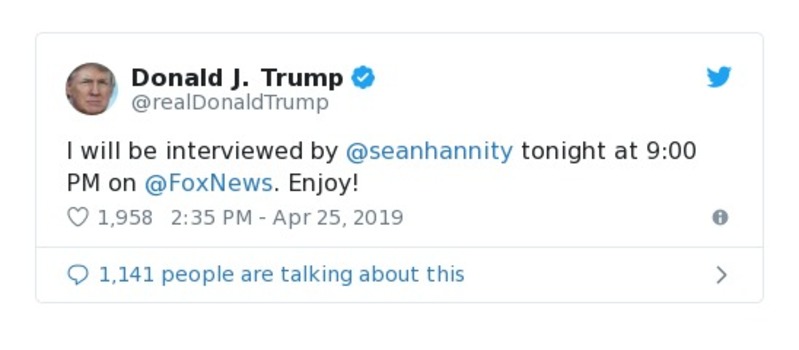 Donald J. Trump
@realDonaldTrump
I will be interviewed by @seanhannity tonight at 9:00
PM on @FoxNews. Enjoy!
1,958 2:35 PM - Apr 25, 2019
1,141 people are talking about this